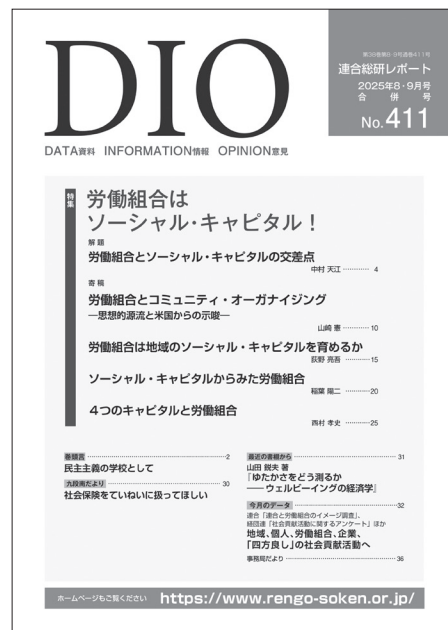 第38巻第8・9号通巻411号
連合総研レポート
2025年8・9月号
合併号
No.411
DIO
DATA資料 INFORMATION情報 OPINION意見
特集
労働組合は
ソーシャル・キャピタル！
解題
労働組合とソーシャル・キャピタルの交差点
中村 天江 ………… 4
寄稿
労働組合とコミュニティ・オーガナイジング
―思想的源流と米国からの示唆―
山崎 憲 ………… 10
労働組合は地域のソーシャル・キャピタルを育めるか
荻野 亮吾 ………… 15
ソーシャル・キャピタルからみた労働組合
稲葉 陽二 ………… 20
4つのキャピタルと労働組合
西村 孝史 ………… 25
巻頭言 ………… 2
民主主義の学校として
九段南だより ………… 30
社会保険をていねいに扱ってほしい
最近の書棚から ………… 31
山田 鋭夫 著
『ゆたかさをどう測るか
――ウェルビーイングの経済学』
今月のデータ ………… 32
連合「連合と労働組合のイメージ調査」、
経団連「社会貢献活動に関するアンケート」ほか
地域、個人、労働組合、企業、
「四方良し」の社会貢献活動へ
事務局だより ………… 36
ホームページもご覧ください https://www.rengo-soken.or.jp/